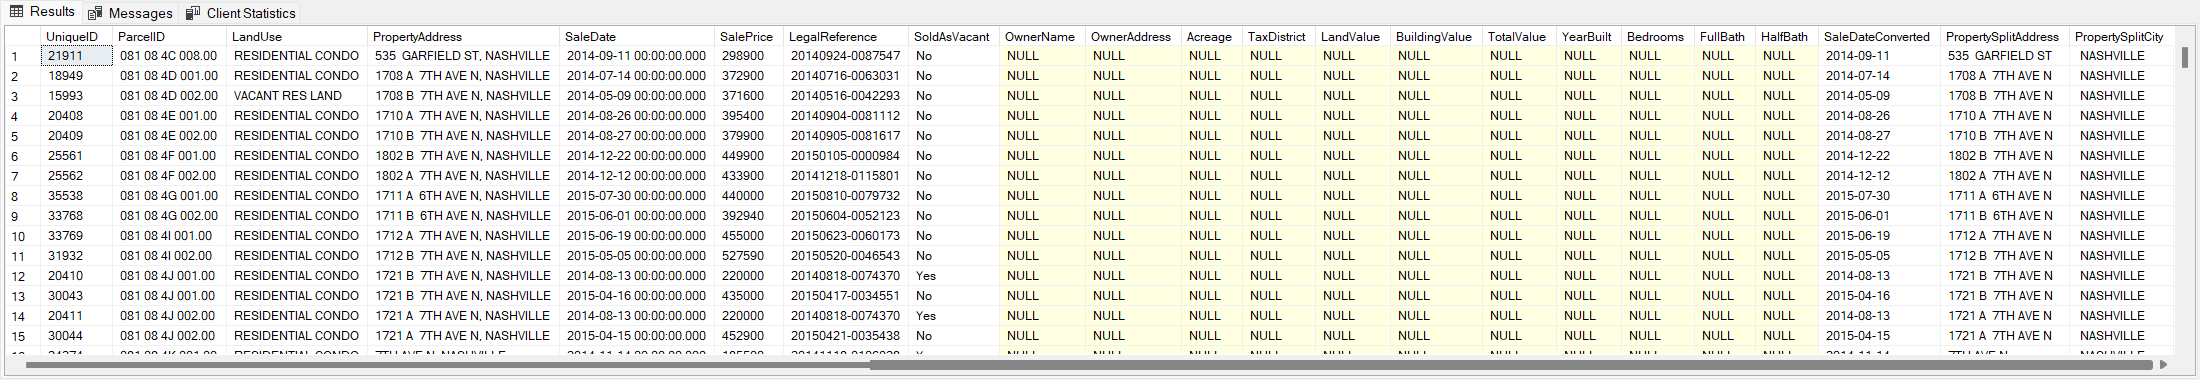 Results Messages Client Statistics
UniqueID ParcelID LandUse PropertyAddress SaleDate SalePrice LegalReference SoldAsVacant OwnerName OwnerAddress Acreage TaxDistrict LandValue BuildingValue TotalValue YearBuilt Bedrooms FullBath HalfBath SaleDateConverted PropertySplitAddress PropertySplitCity
1 21911 081 08 4C 008.00 RESIDENTIAL CONDO 535 GARFIELD ST, NASHVILLE 2014-09-11 00:00:00.000 298900 20140924-0087547 No NULL NULL NULL NULL NULL NULL NULL NULL NULL NULL NULL 2014-09-11 535 GARFIELD ST NASHVILLE
2 18949 081 08 4D 001.00 RESIDENTIAL CONDO 1708 A 7TH AVE N, NASHVILLE 2014-07-14 00:00:00.000 372900 20140716-0063031 No NULL NULL NULL NULL NULL NULL NULL NULL NULL NULL NULL 2014-07-14 1708 A 7TH AVE N NASHVILLE
3 15993 081 08 4D 002.00 VACANT RES LAND 1708 B 7TH AVE N, NASHVILLE 2014-05-09 00:00:00.000 371600 20140516-0042293 No NULL NULL NULL NULL NULL NULL NULL NULL NULL NULL NULL 2014-05-09 1708 B 7TH AVE N NASHVILLE
4 20408 081 08 4E 001.00 RESIDENTIAL CONDO 1710 A 7TH AVE N, NASHVILLE 2014-08-26 00:00:00.000 395400 20140904-0081112 No NULL NULL NULL NULL NULL NULL NULL NULL NULL NULL NULL 2014-08-26 1710 A 7TH AVE N NASHVILLE
5 20409 081 08 4E 002.00 RESIDENTIAL CONDO 1710 B 7TH AVE N, NASHVILLE 2014-08-27 00:00:00.000 379900 20140905-0081617 No NULL NULL NULL NULL NULL NULL NULL NULL NULL NULL NULL 2014-08-27 1710 B 7TH AVE N NASHVILLE
6 25561 081 08 4F 001.00 RESIDENTIAL CONDO 1802 B 7TH AVE N, NASHVILLE 2014-12-22 00:00:00.000 449900 20150105-0000984 No NULL NULL NULL NULL NULL NULL NULL NULL NULL NULL NULL 2014-12-22 1802 B 7TH AVE N NASHVILLE
7 25562 081 08 4F 002.00 RESIDENTIAL CONDO 1802 A 7TH AVE N, NASHVILLE 2014-12-12 00:00:00.000 433900 20141218-0115801 No NULL NULL NULL NULL NULL NULL NULL NULL NULL NULL NULL 2014-12-12 1802 A 7TH AVE N NASHVILLE
8 35538 081 08 4G 001.00 RESIDENTIAL CONDO 1711 A 6TH AVE N, NASHVILLE 2015-07-30 00:00:00.000 440000 20150810-0079732 No NULL NULL NULL NULL NULL NULL NULL NULL NULL NULL NULL 2015-07-30 1711 A 6TH AVE N NASHVILLE
9 33768 081 08 4G 002.00 RESIDENTIAL CONDO 1711 B 6TH AVE N, NASHVILLE 2015-06-01 00:00:00.000 392940 20150604-0052123 No NULL NULL NULL NULL NULL NULL NULL NULL NULL NULL NULL 2015-06-01 1711 B 6TH AVE N NASHVILLE
10 33769 081 08 4I 001.00 RESIDENTIAL CONDO 1712 A 7TH AVE N, NASHVILLE 2015-06-19 00:00:00.000 455000 20150623-0060173 No NULL NULL NULL NULL NULL NULL NULL NULL NULL NULL NULL 2015-06-19 1712 A 7TH AVE N NASHVILLE
11 31932 081 08 4I 002.00 RESIDENTIAL CONDO 1712 B 7TH AVE N, NASHVILLE 2015-05-05 00:00:00.000 527590 20150520-0046543 No NULL NULL NULL NULL NULL NULL NULL NULL NULL NULL NULL 2015-05-05 1712 B 7TH AVE N NASHVILLE
12 20410 081 08 4J 001.00 RESIDENTIAL CONDO 1721 B 7TH AVE N, NASHVILLE 2014-08-13 00:00:00.000 220000 20140818-0074370 Yes NULL NULL NULL NULL NULL NULL NULL NULL NULL NULL NULL 2014-08-13 1721 B 7TH AVE N NASHVILLE
13 30043 081 08 4J 001.00 RESIDENTIAL CONDO 1721 B 7TH AVE N, NASHVILLE 2015-04-16 00:00:00.000 435000 20150417-0034551 No NULL NULL NULL NULL NULL NULL NULL NULL NULL NULL NULL 2015-04-16 1721 B 7TH AVE N NASHVILLE
14 20411 081 08 4J 002.00 RESIDENTIAL CONDO 1721 A 7TH AVE N, NASHVILLE 2014-08-13 00:00:00.000 220000 20140818-0074370 Yes NULL NULL NULL NULL NULL NULL NULL NULL NULL NULL NULL 2014-08-13 1721 A 7TH AVE N NASHVILLE
15 30044 081 08 4J 002.00 RESIDENTIAL CONDO 1721 A 7TH AVE N, NASHVILLE 2015-04-15 00:00:00.000 452900 20150421-0035438 No NULL NULL NULL NULL NULL NULL NULL NULL NULL NULL NULL 2015-04-15 1721 A 7TH AVE N NASHVILLE